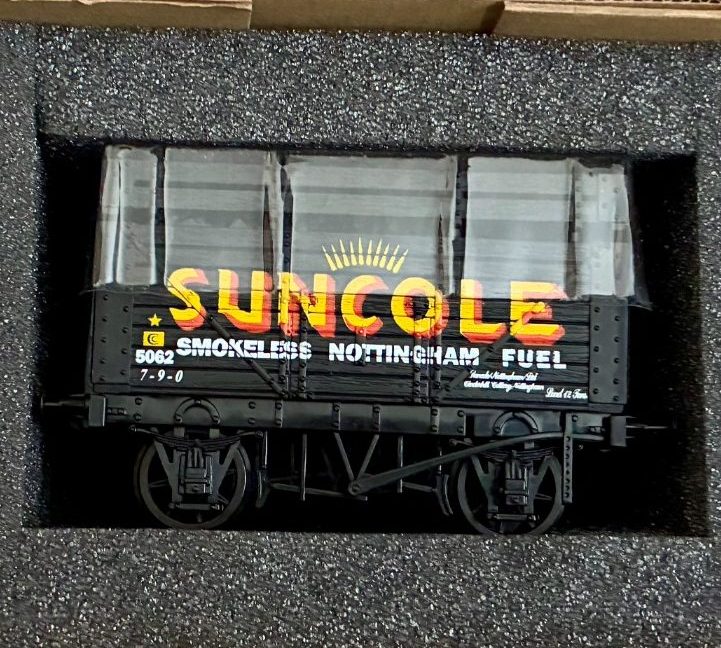 SUNCOLE
5062 SMOKELESS NOTTINGHAM FUEL
7-9-0
Load 12 Tons